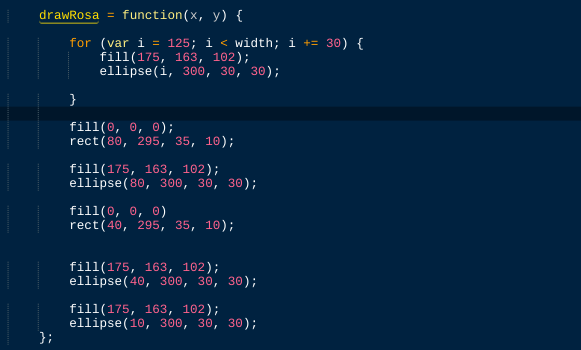 drawRosa = function(x, y) {
for (var i = 125; i < width; i += 30) {
fill(175, 163, 102);
ellipse(i, 300, 30, 30);
}
fill(0, 0, 0);
rect(80, 295, 35, 10);
fill(175, 163, 102);
ellipse(80, 300, 30, 30);
fill(0, 0, 0)
rect(40, 295, 35, 10);
fill(175, 163, 102);
ellipse(40, 300, 30, 30);
fill(175, 163, 102);
ellipse(10, 300, 30, 30);
};